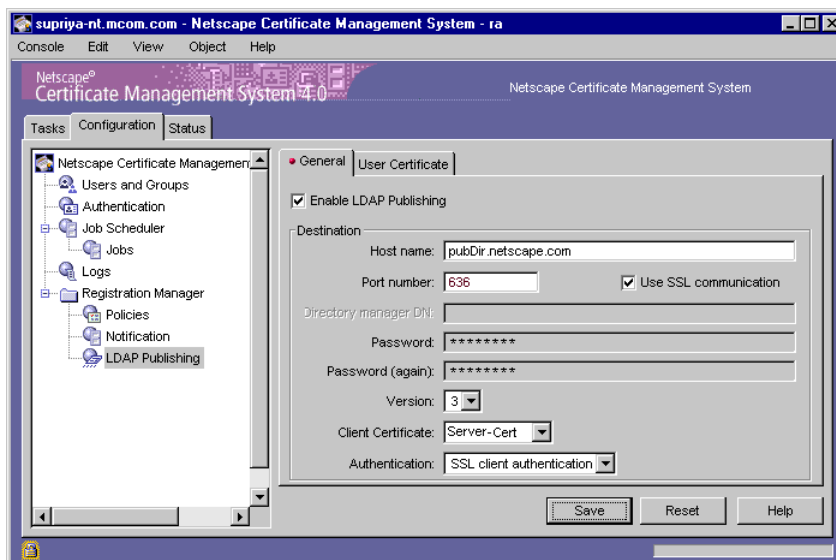 supriya-nt.mcom.com - Netscape Certificate Management System - ra
Console Edit View Object Help
Netscape®
Certificate Management System 4.0
Netscape Certificate Management System
Tasks Configuration Status
Netscape Certificate Managemen
Users and Groups
Authentication
Job Scheduler
Jobs
Logs
Registration Manager
Policies
Notification
LDAP Publishing
General User Certificate
Enable LDAP Publishing
Destination
Host name: pubDir.netscape.com
Port number: 636 Use SSL communication
Directory manager DN:
Password: ********
Password (again): ********
Version: 3
Client Certificate: Server-Cert
Authentication: SSL client authentication
Save Reset Help